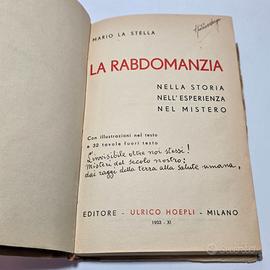 MARIO LA STELLA
LA RABDOMANZIA
NELLA STORIA
NELL'ESPERIENZA
NEL MISTERO
Con illustrazioni nel testo
e 30 tavole fuori testo
L'invisibile oltre noi stessi!
Misteri del secolo nostro:
dai raggi della terra alla salute umana,
EDITORE - ULRICO HOEPLI - MILANO
1933 - XI
subito